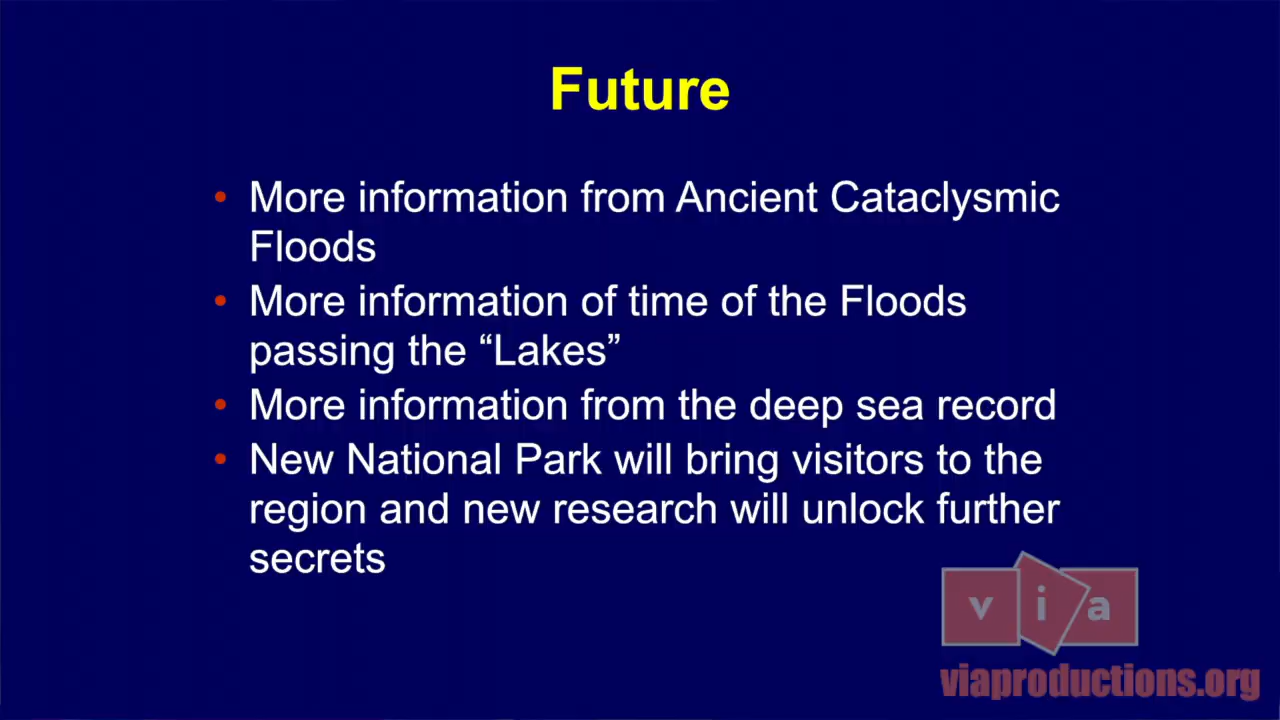 Future
• More information from Ancient Cataclysmic
Floods
• More information of time of the Floods
passing the “Lakes”
• More information from the deep sea record
• New National Park will bring visitors to the
region and new research will unlock further
secrets
via
viaproductions.org